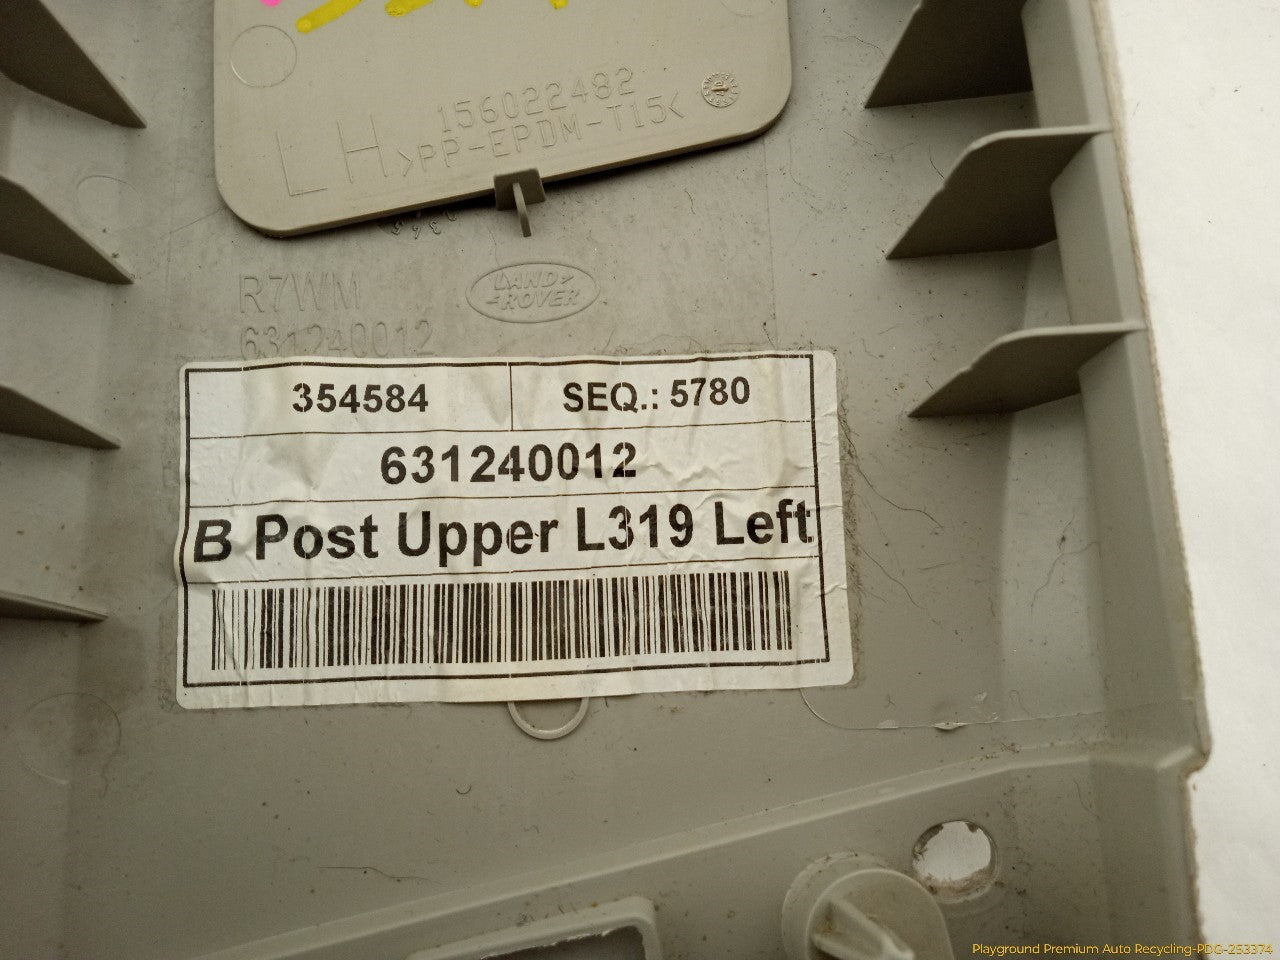 156022482
LH >PP-EPDM-T15<
R7WM
LAND
ROVER
631240012
354584 SEQ.: 5780
631240012
B Post Upper L319 Left
Playground Premium Auto Recycling-PDG-253374